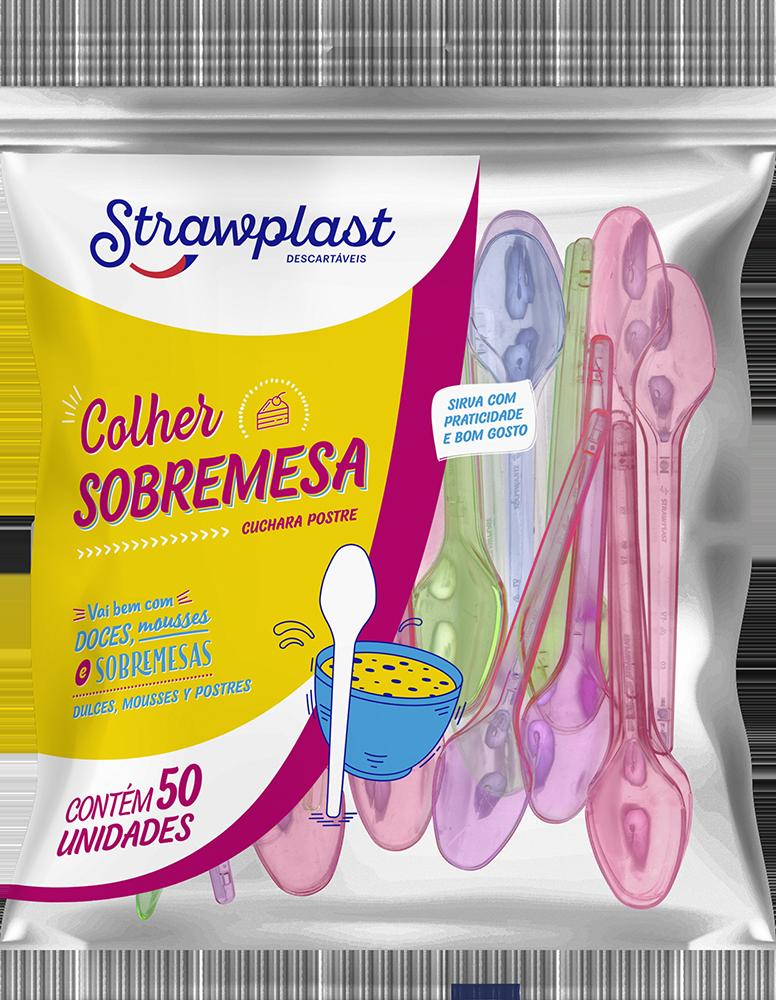 Strawplast
DESCARTÁVEIS
Colher
SOBREMESA
CUCHARA POSTRE
SIRVA COM
PRATICIDADE
E BOM GOSTO
Vai bem com
DOCES, mousses
e SOBREMESAS
DULCES, MOUSSES Y POSTRES
CONTÉM 50
UNIDADES